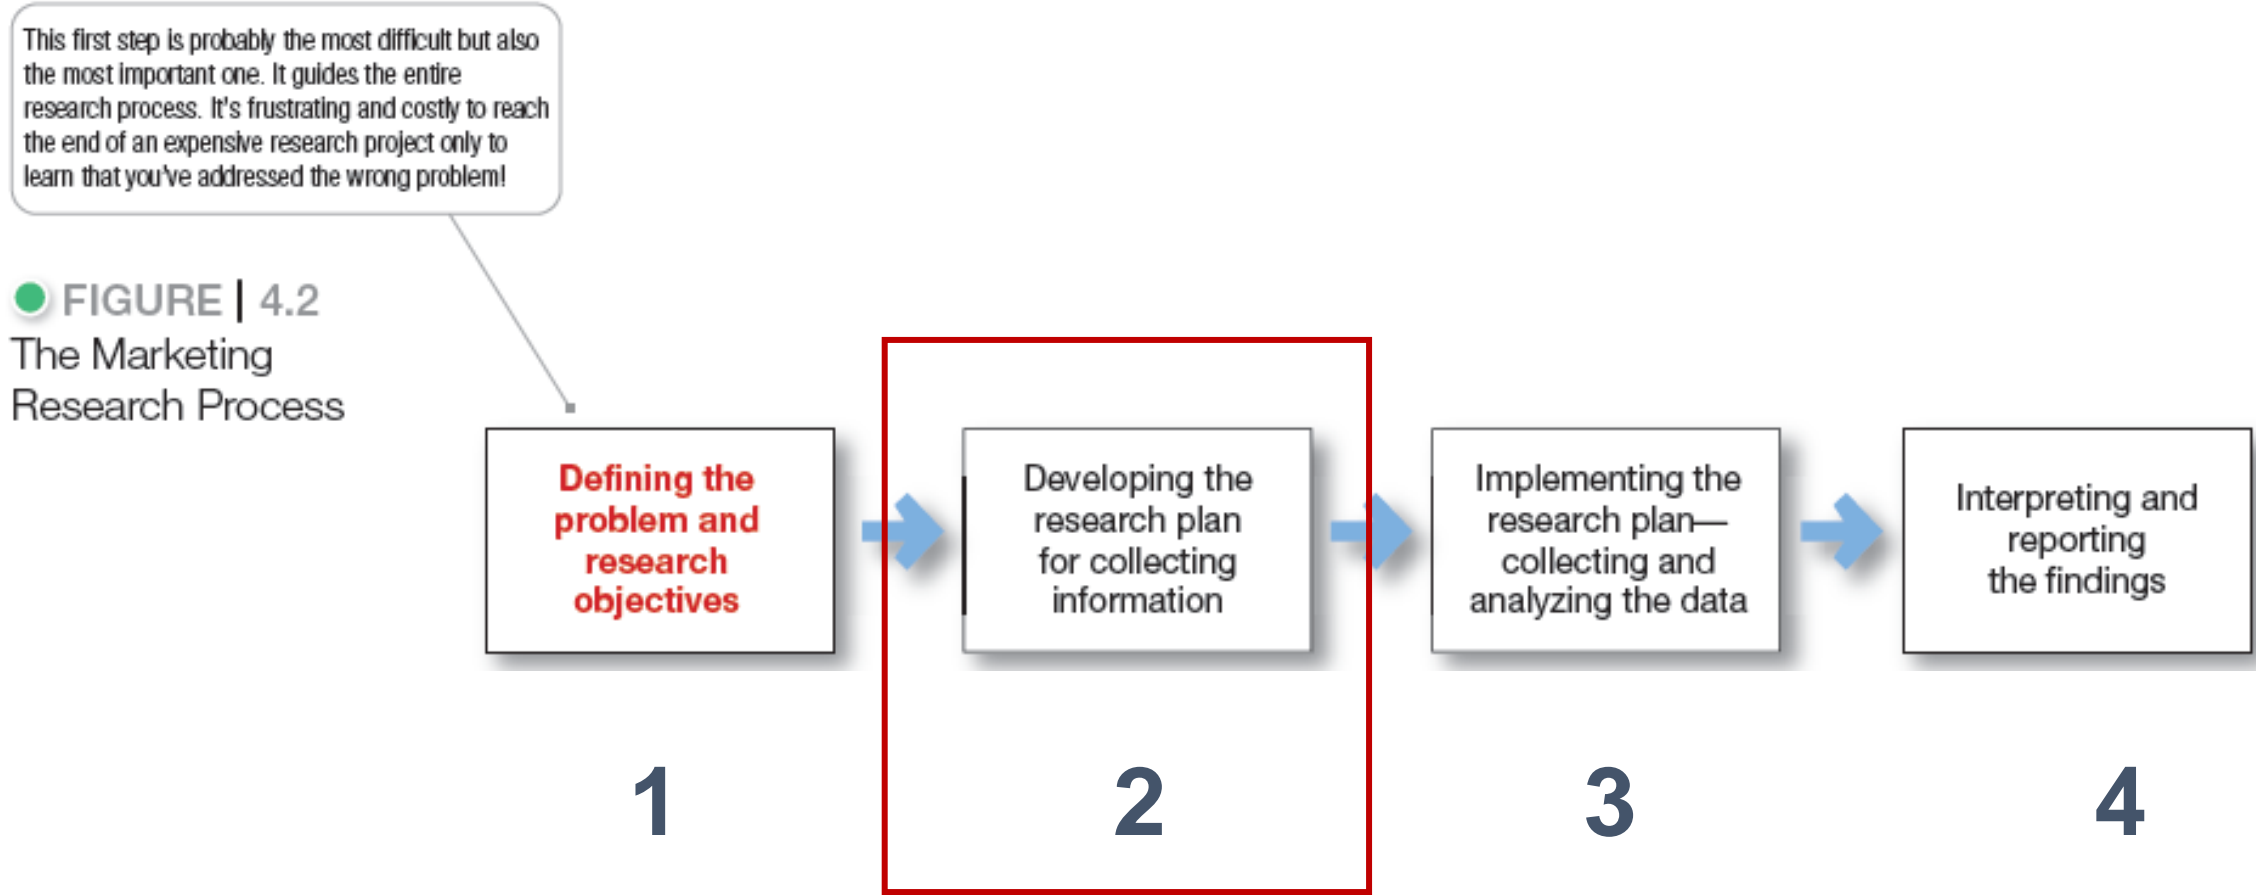 This first step is probably the most difficult but also
the most important one. It guides the entire
research process. It's frustrating and costly to reach
the end of an expensive research project only to
learn that you've addressed the wrong problem!
FIGURE | 4.2
The Marketing
Research Process
Defining the
problem and
research
objectives
Developing the
research plan
for collecting
information
Implementing the
research plan—
collecting and
analyzing the data
Interpreting and
reporting
the findings
1
2
3
4